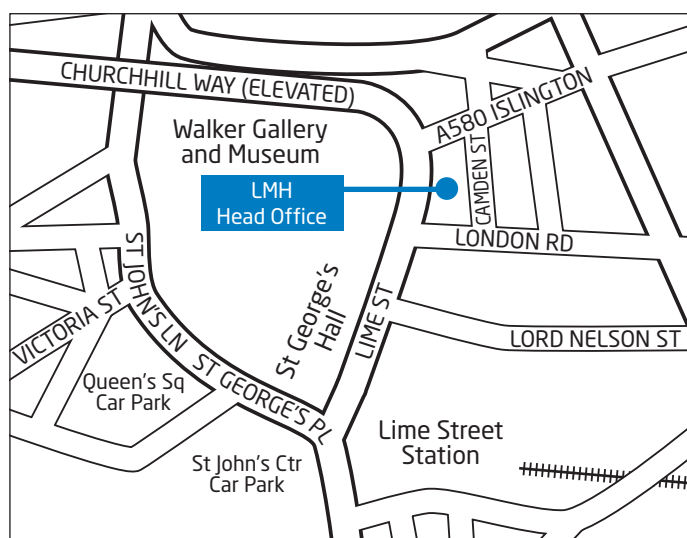 CHURCHHILL WAY (ELEVATED)
A580 ISLINGTON
Walker Gallery
and Museum
LMH
Head Office
CAMDEN ST
LONDON RD
ST JOHN'S LN
St George's
Hall
LIME ST
VICTORIA ST
LORD NELSON ST
ST GEORGE'S PL
Queen's Sq
Car Park
Lime Street
Station
St John's Ctr
Car Park